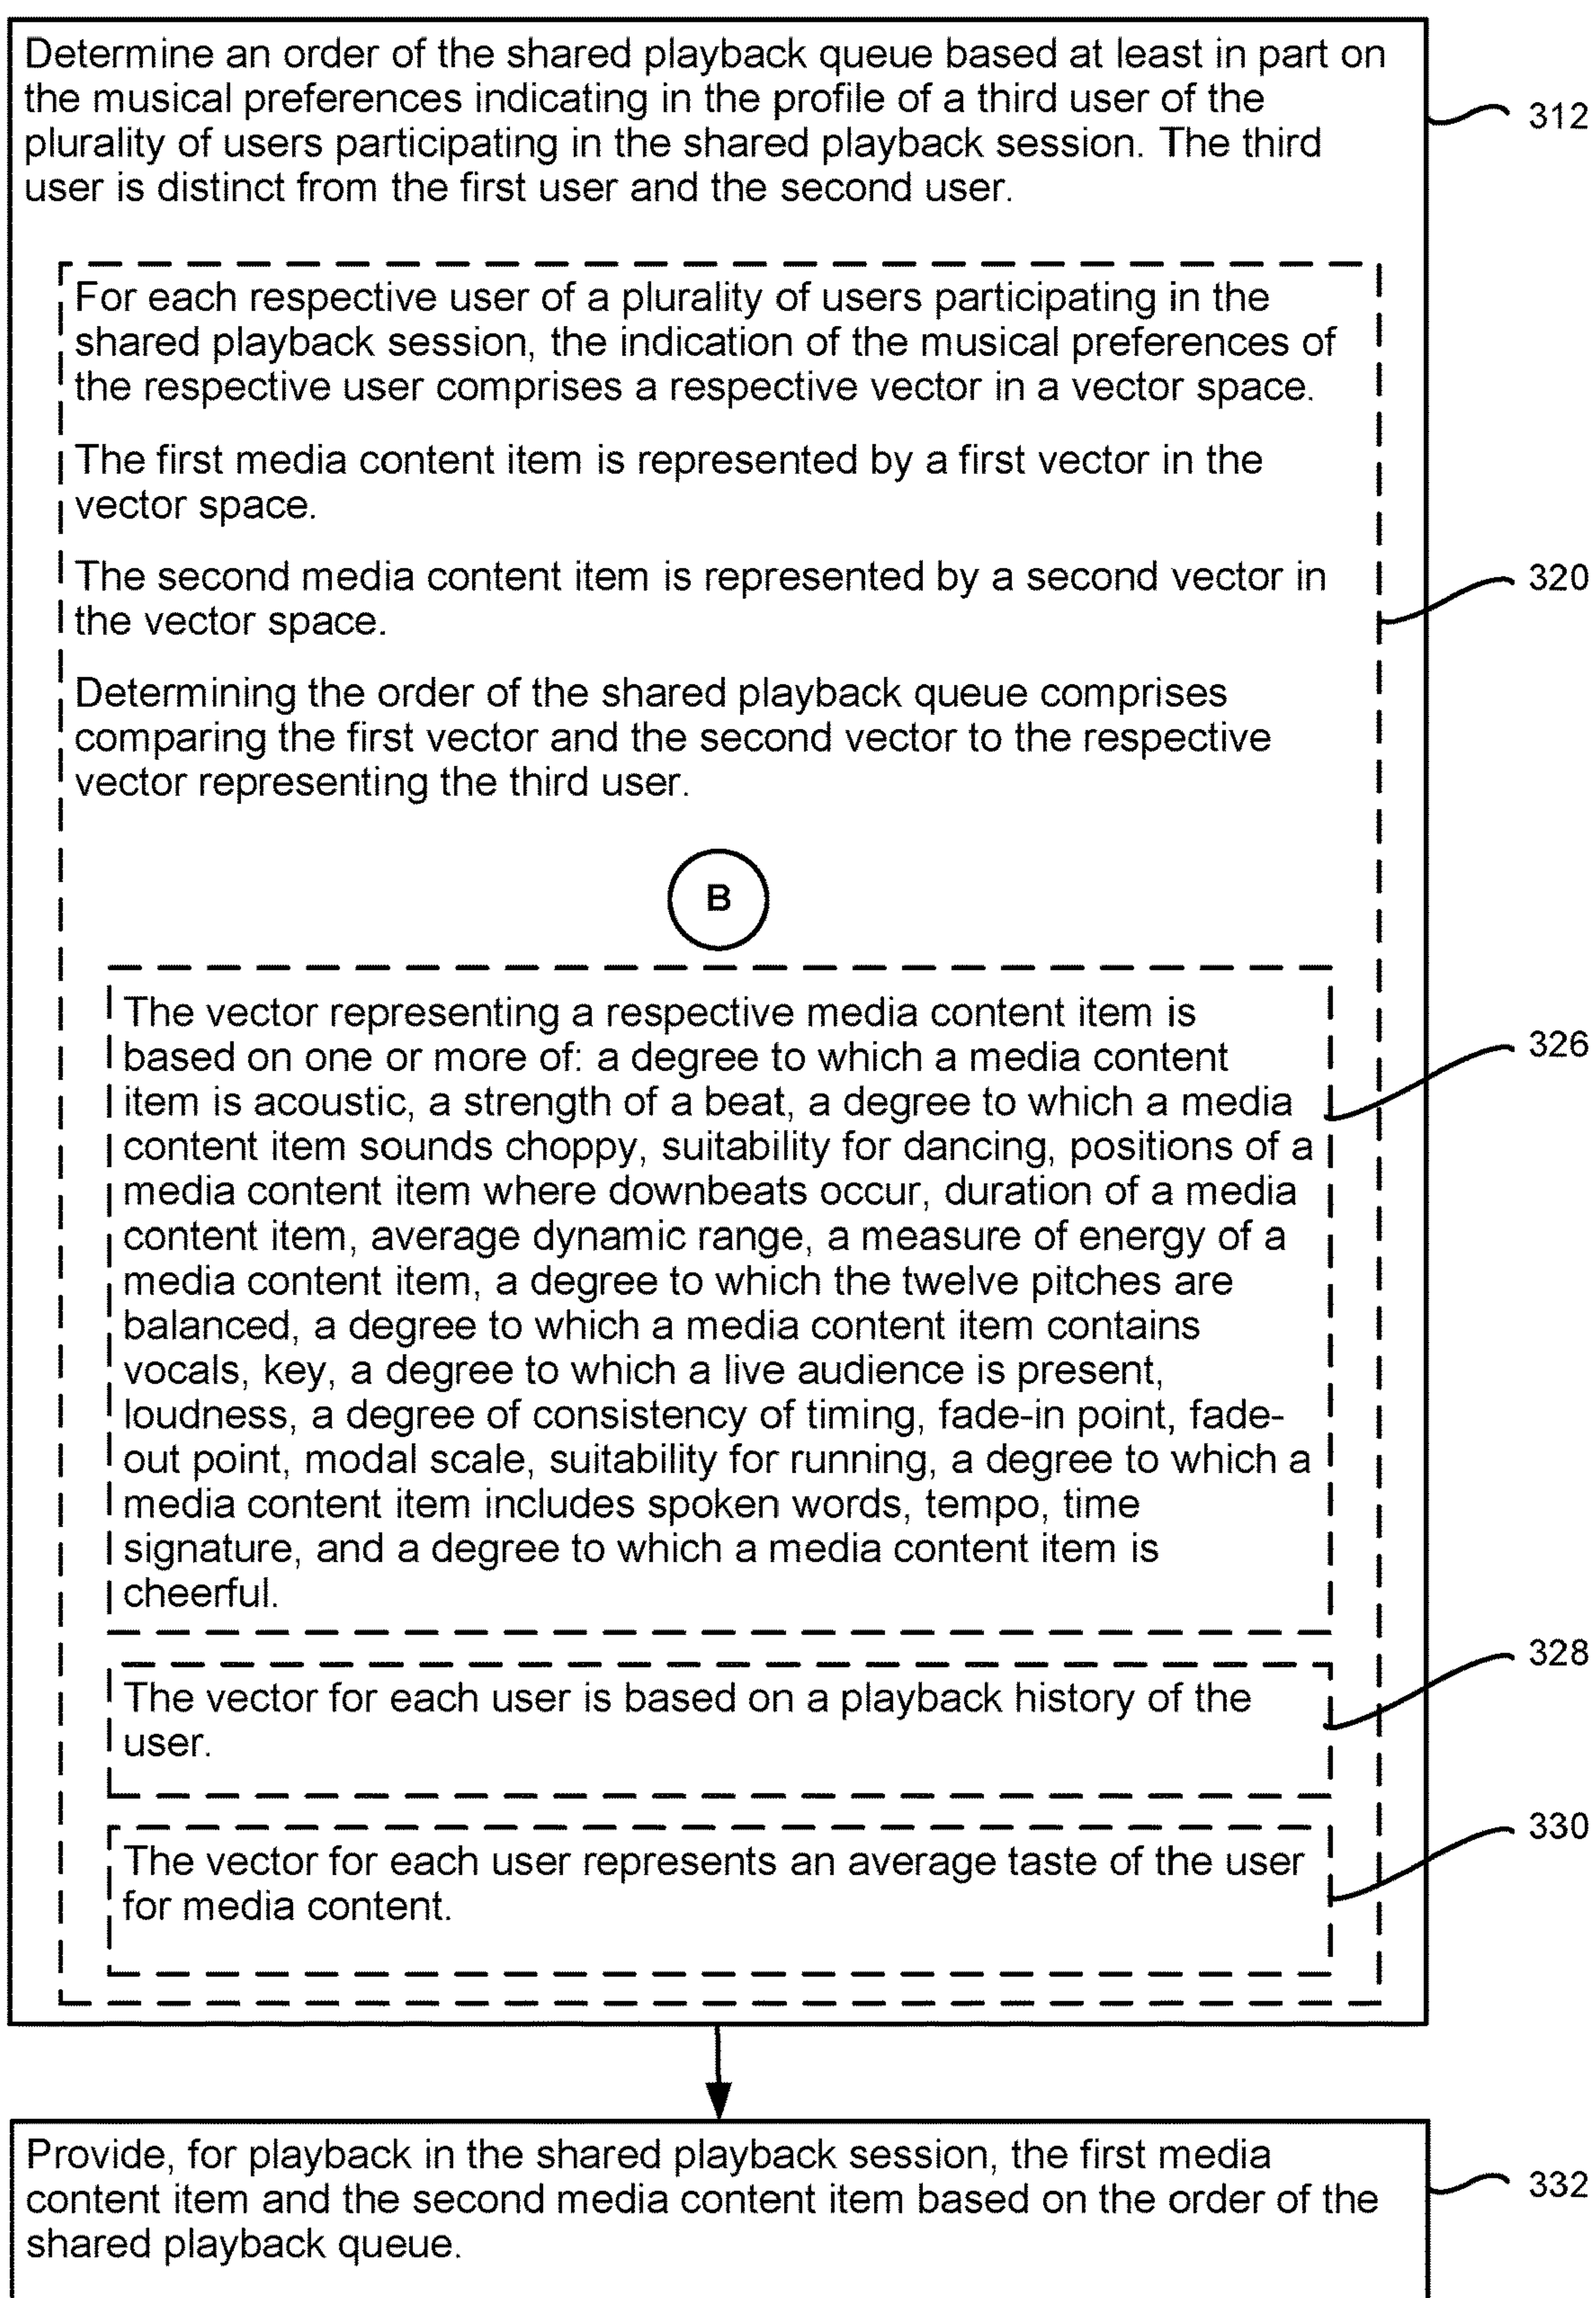 Determine an order of the shared playback queue based at least in part on
the musical preferences indicating in the profile of a third user of the
plurality of users participating in the shared playback session. The third
user is distinct from the first user and the second user.
312
For each respective user of a plurality of users participating in the
shared playback session, the indication of the musical preferences of
the respective user comprises a respective vector in a vector space.
The first media content item is represented by a first vector in the
vector space.
The second media content item is represented by a second vector in
the vector space.
320
Determining the order of the shared playback queue comprises
comparing the first vector and the second vector to the respective
vector representing the third user.
B
The vector representing a respective media content item is
based on one or more of: a degree to which a media content
item is acoustic, a strength of a beat, a degree to which a media
content item sounds choppy, suitability for dancing, positions of a
media content item where downbeats occur, duration of a media
content item, average dynamic range, a measure of energy of a
media content item, a degree to which the twelve pitches are
balanced, a degree to which a media content item contains
vocals, key, a degree to which a live audience is present,
loudness, a degree of consistency of timing, fade-in point, fade-
out point, modal scale, suitability for running, a degree to which a
media content item includes spoken words, tempo, time
signature, and a degree to which a media content item is
cheerful.
326
The vector for each user is based on a playback history of the
user.
328
The vector for each user represents an average taste of the user
for media content.
330
Provide, for playback in the shared playback session, the first media
content item and the second media content item based on the order of the
shared playback queue.
332